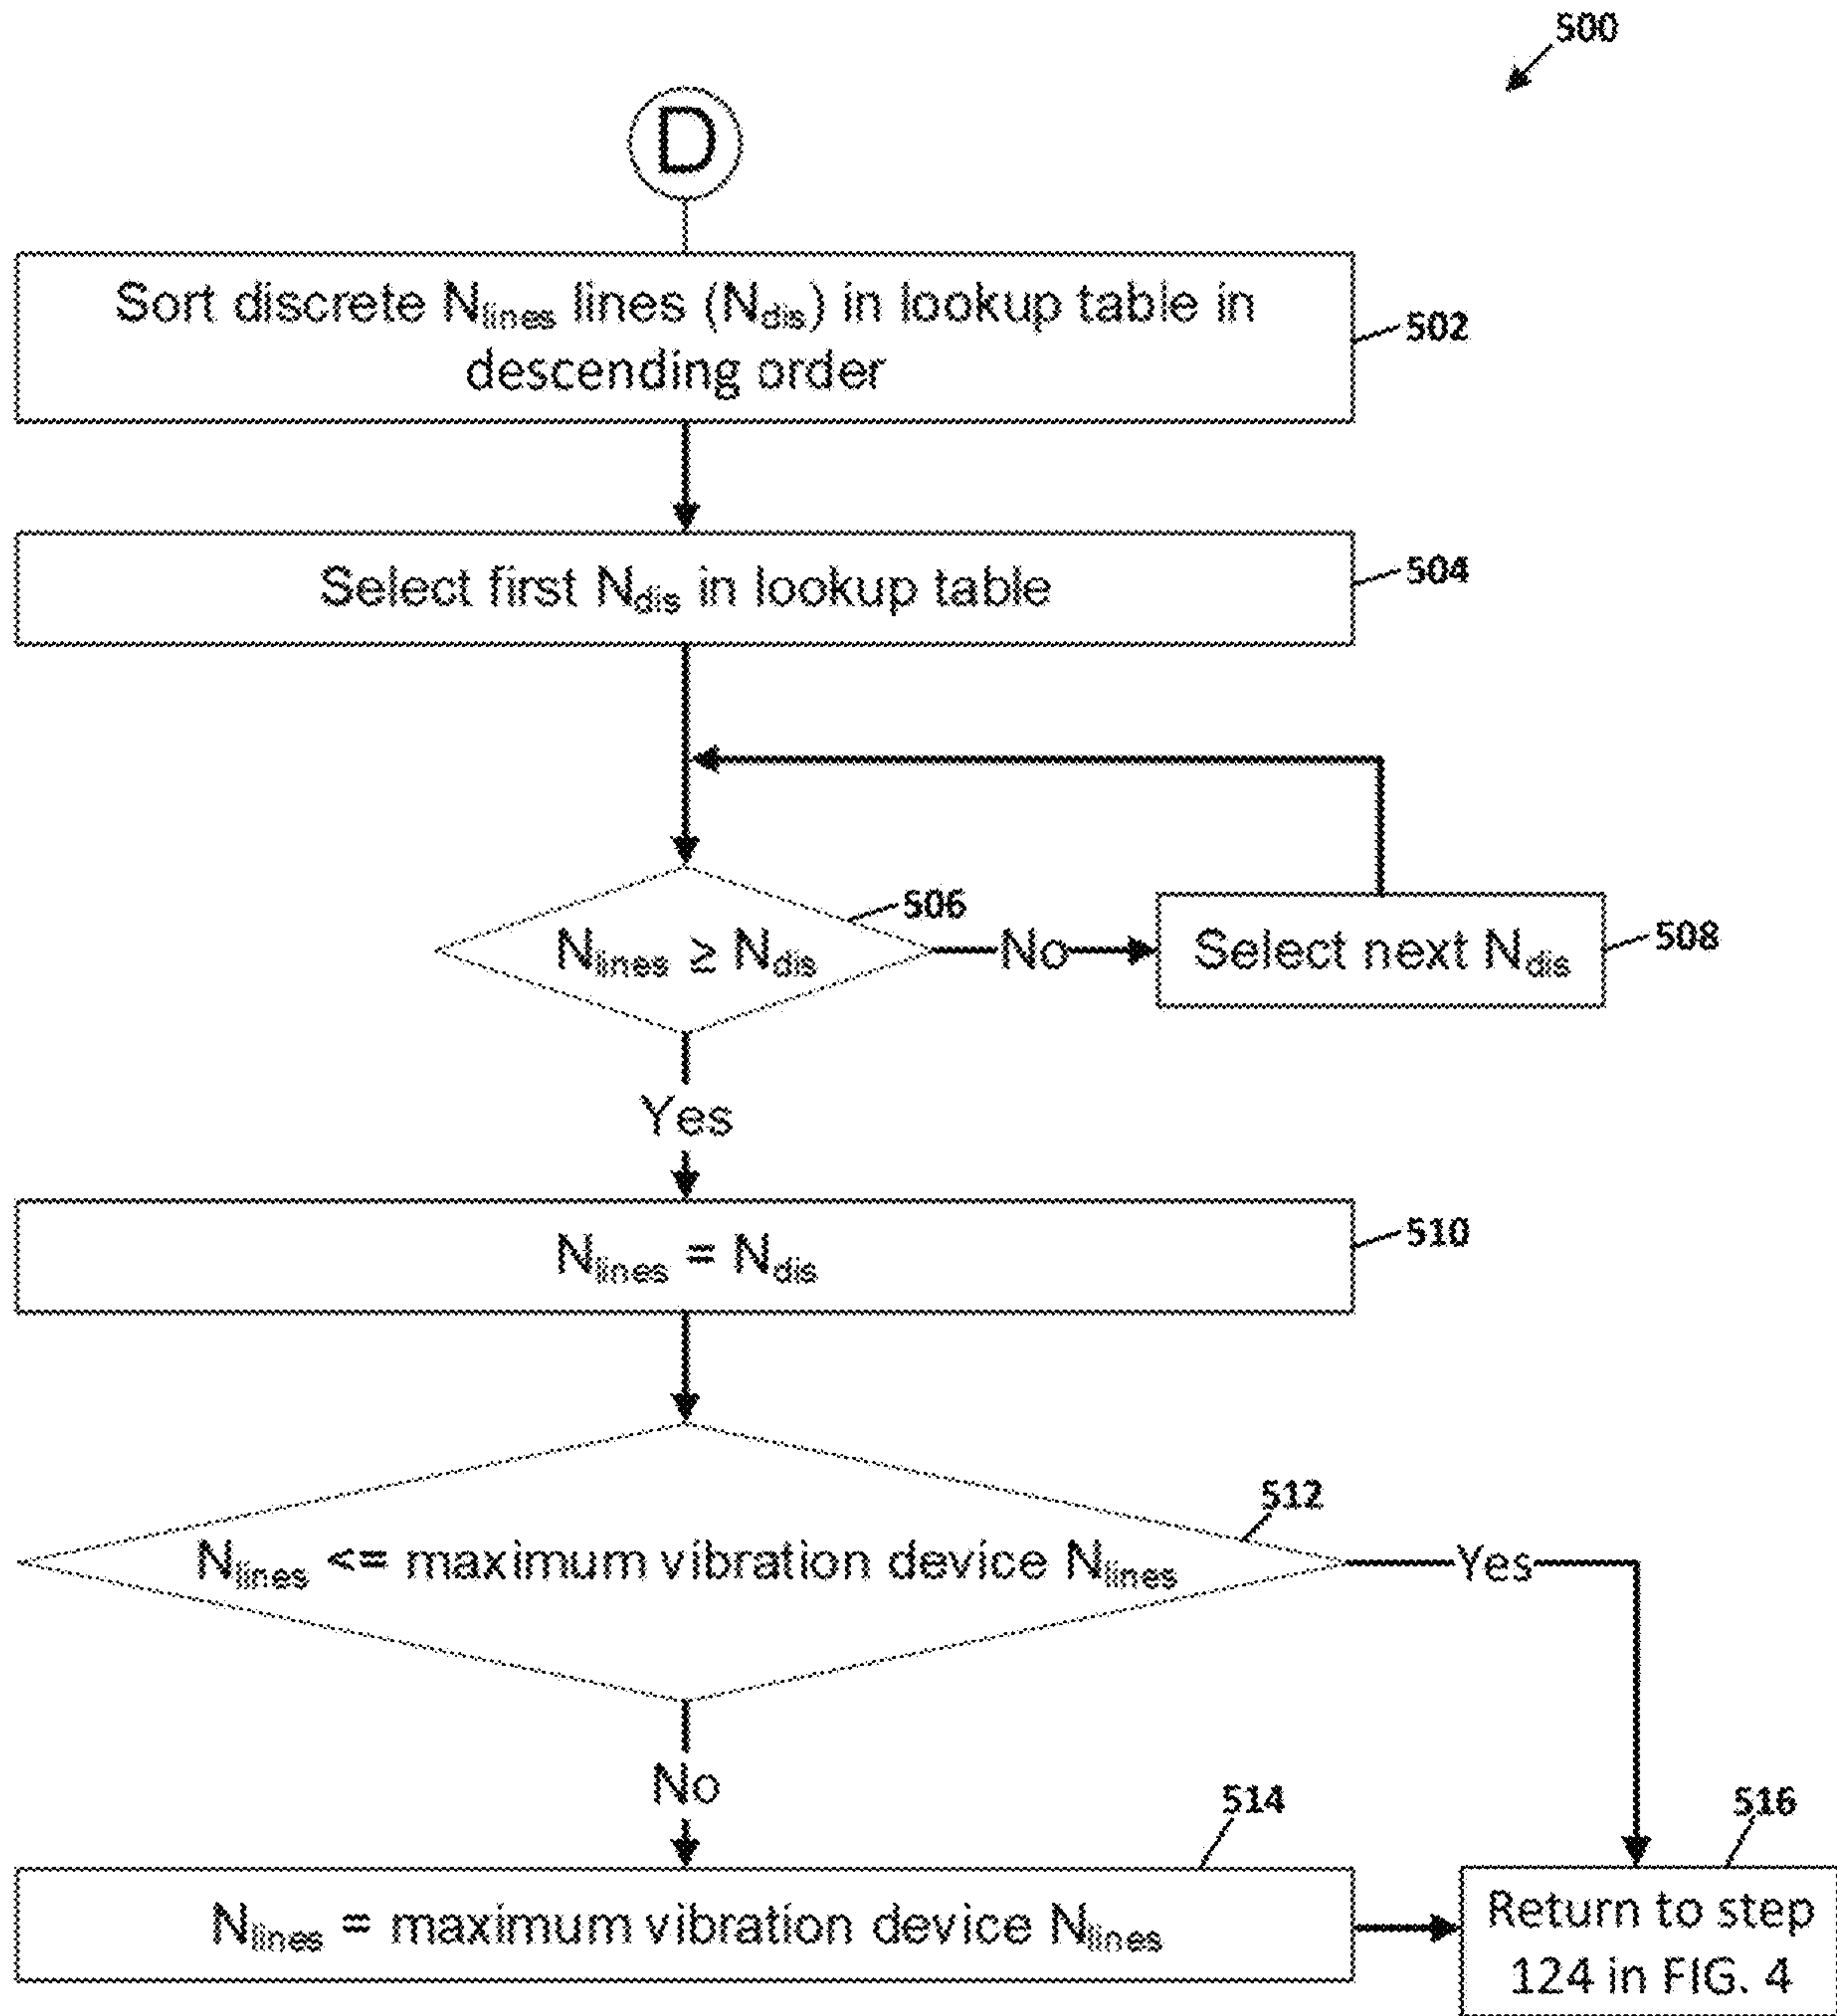 500
D
Sort discrete Nlines lines (Ndis) in lookup table in
descending order
502
Select first Ndis in lookup table
504
Nlines ≥ Ndis
506
No
Select next Ndis
508
Yes
Nlines = Ndis
510
Nlines <= maximum vibration device Nlines
512
Yes
No
514
516
Nlines = maximum vibration device Nlines
Return to step
124 in FIG. 4